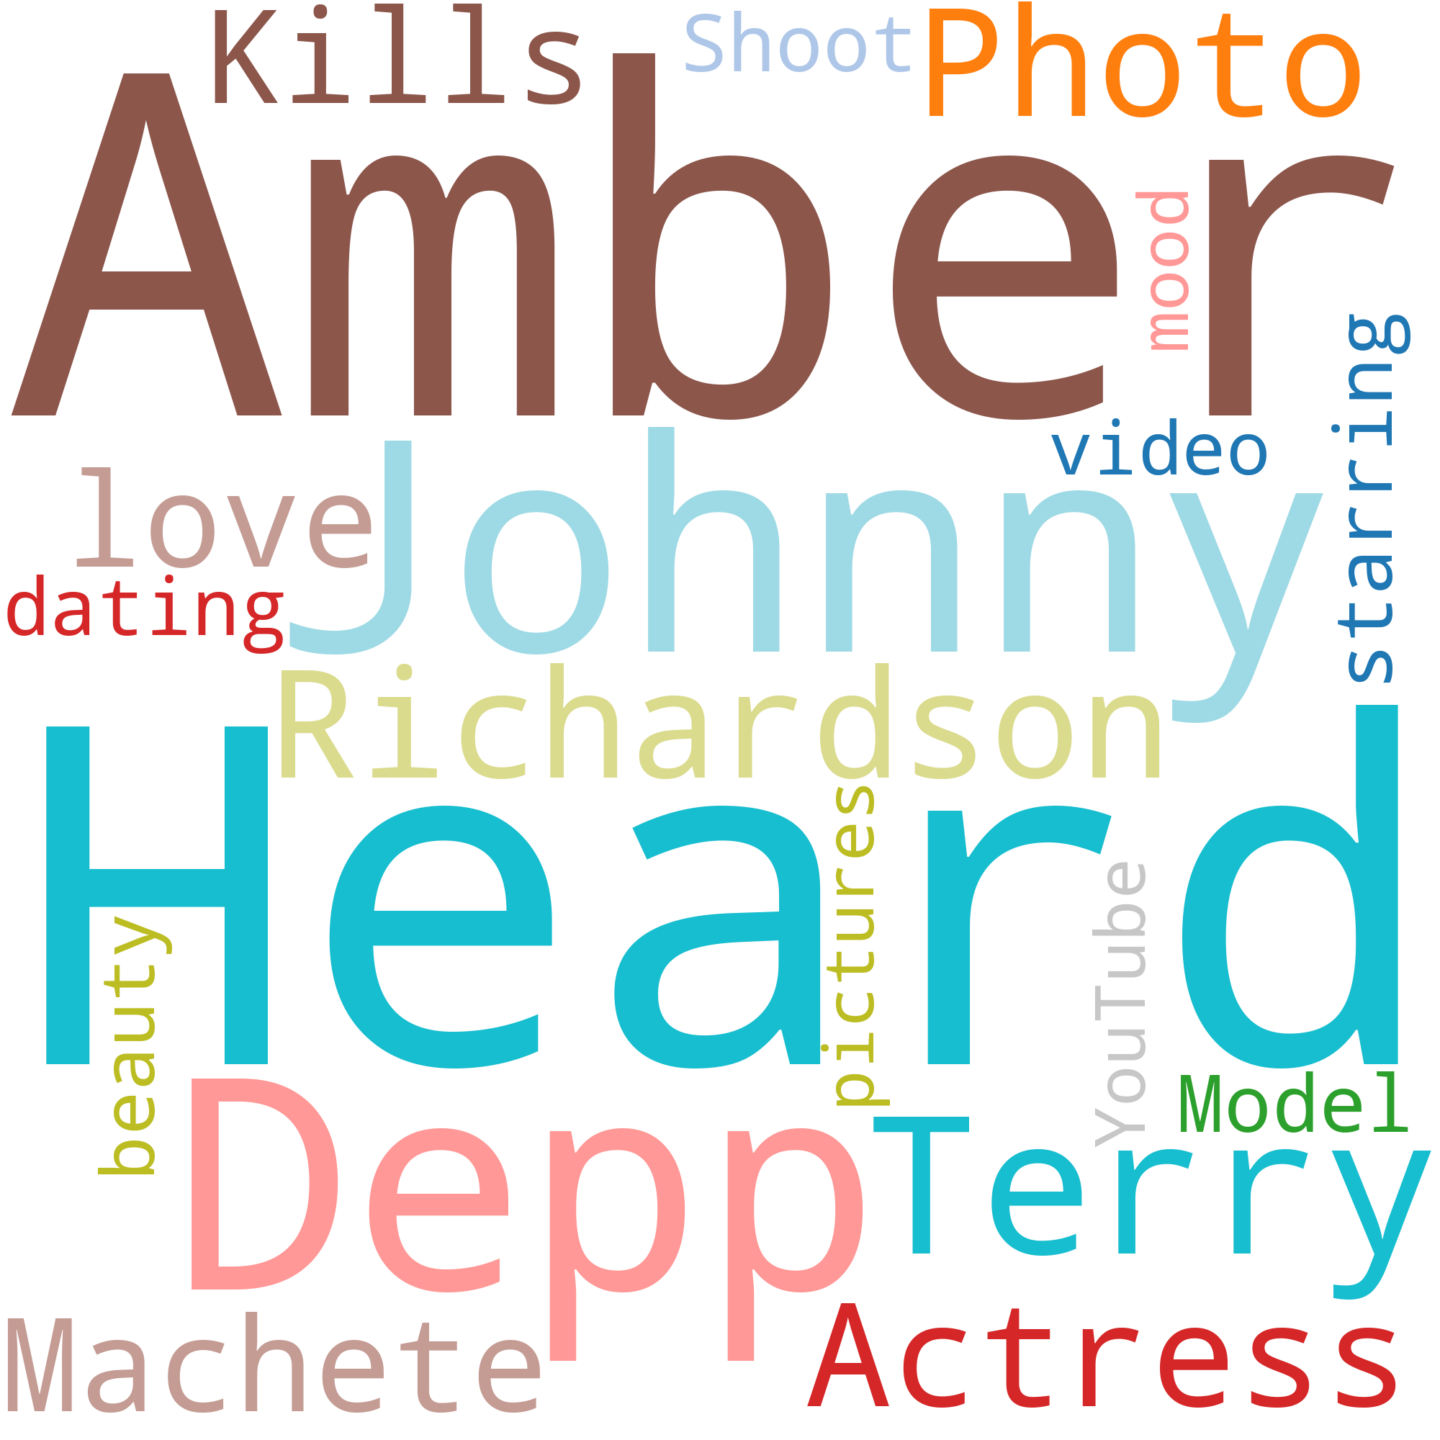 Kills
Shoot
Photo
Amber
mood
starring
video
love
Johnny
dating
Richardson
Heard
pictures
YouTube
beauty
Model
Depp
Terry
Machete
Actress